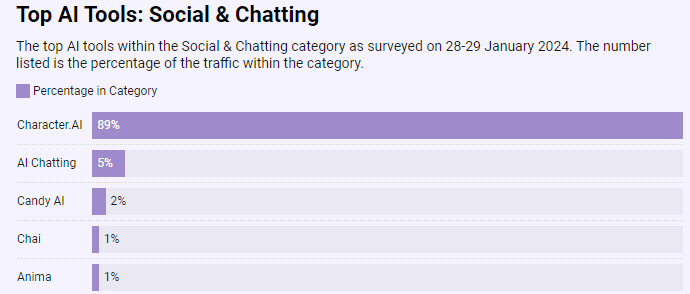 Top AI Tools: Social & Chatting
The top AI tools within the Social & Chatting category as surveyed on 28-29 January 2024. The number
listed is the percentage of the traffic within the category.
Percentage in Category
Character.AI 89%
AI Chatting 5%
Candy AI 2%
Chai 1%
Anima 1%